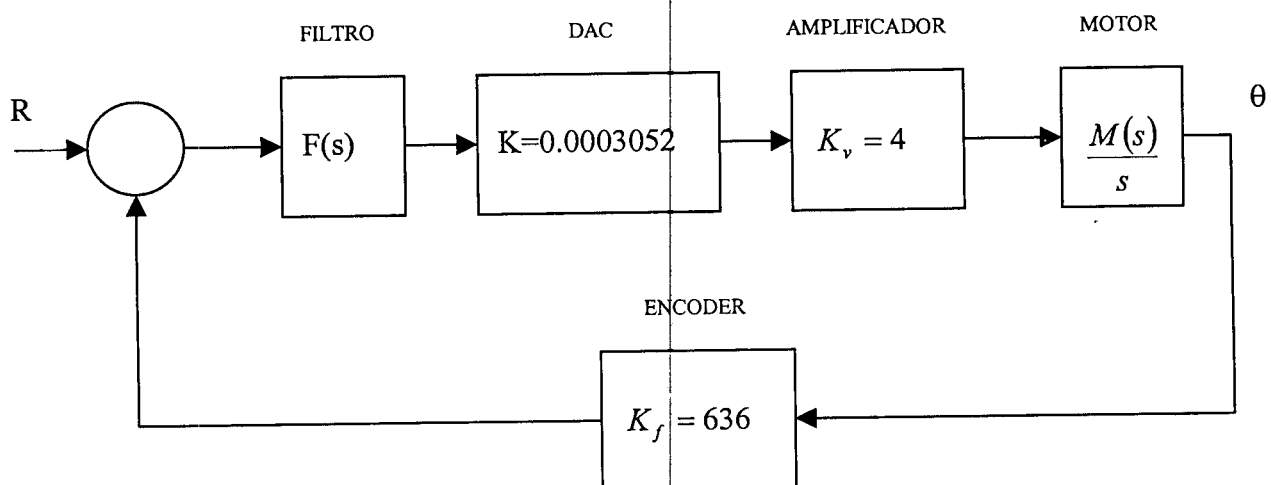 FILTRO
DAC
AMPLIFICADOR
MOTOR
R
F(s)
K=0.0003052
K_v = 4
M(s)/s
θ
ENCODER
K_f = 636